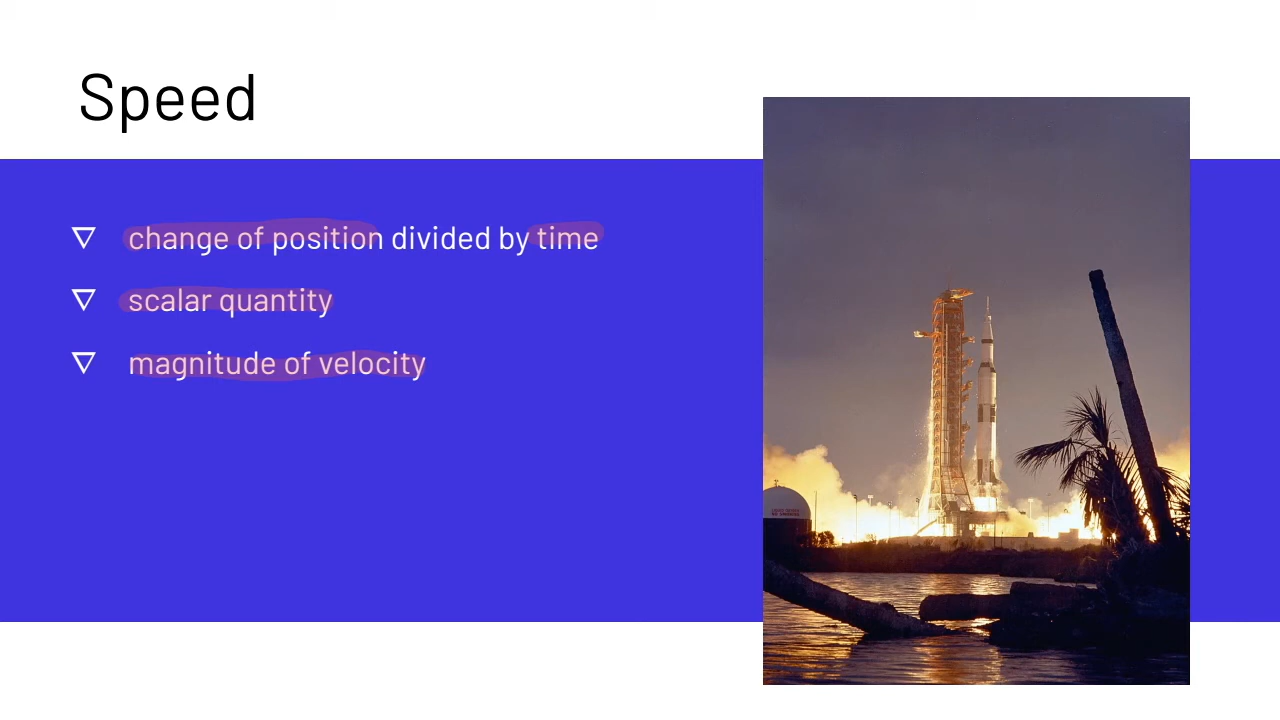 Speed
change of position divided by time
scalar quantity
magnitude of velocity